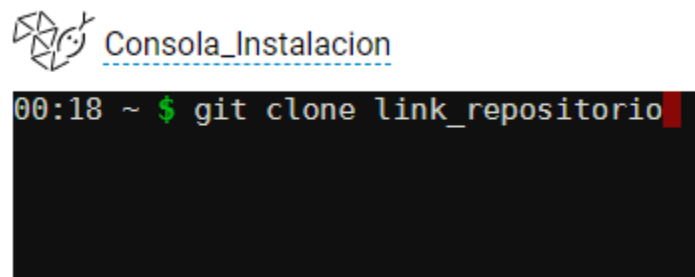 Consola_Instalacion
00:18 ~ $ git clone link_repositorio